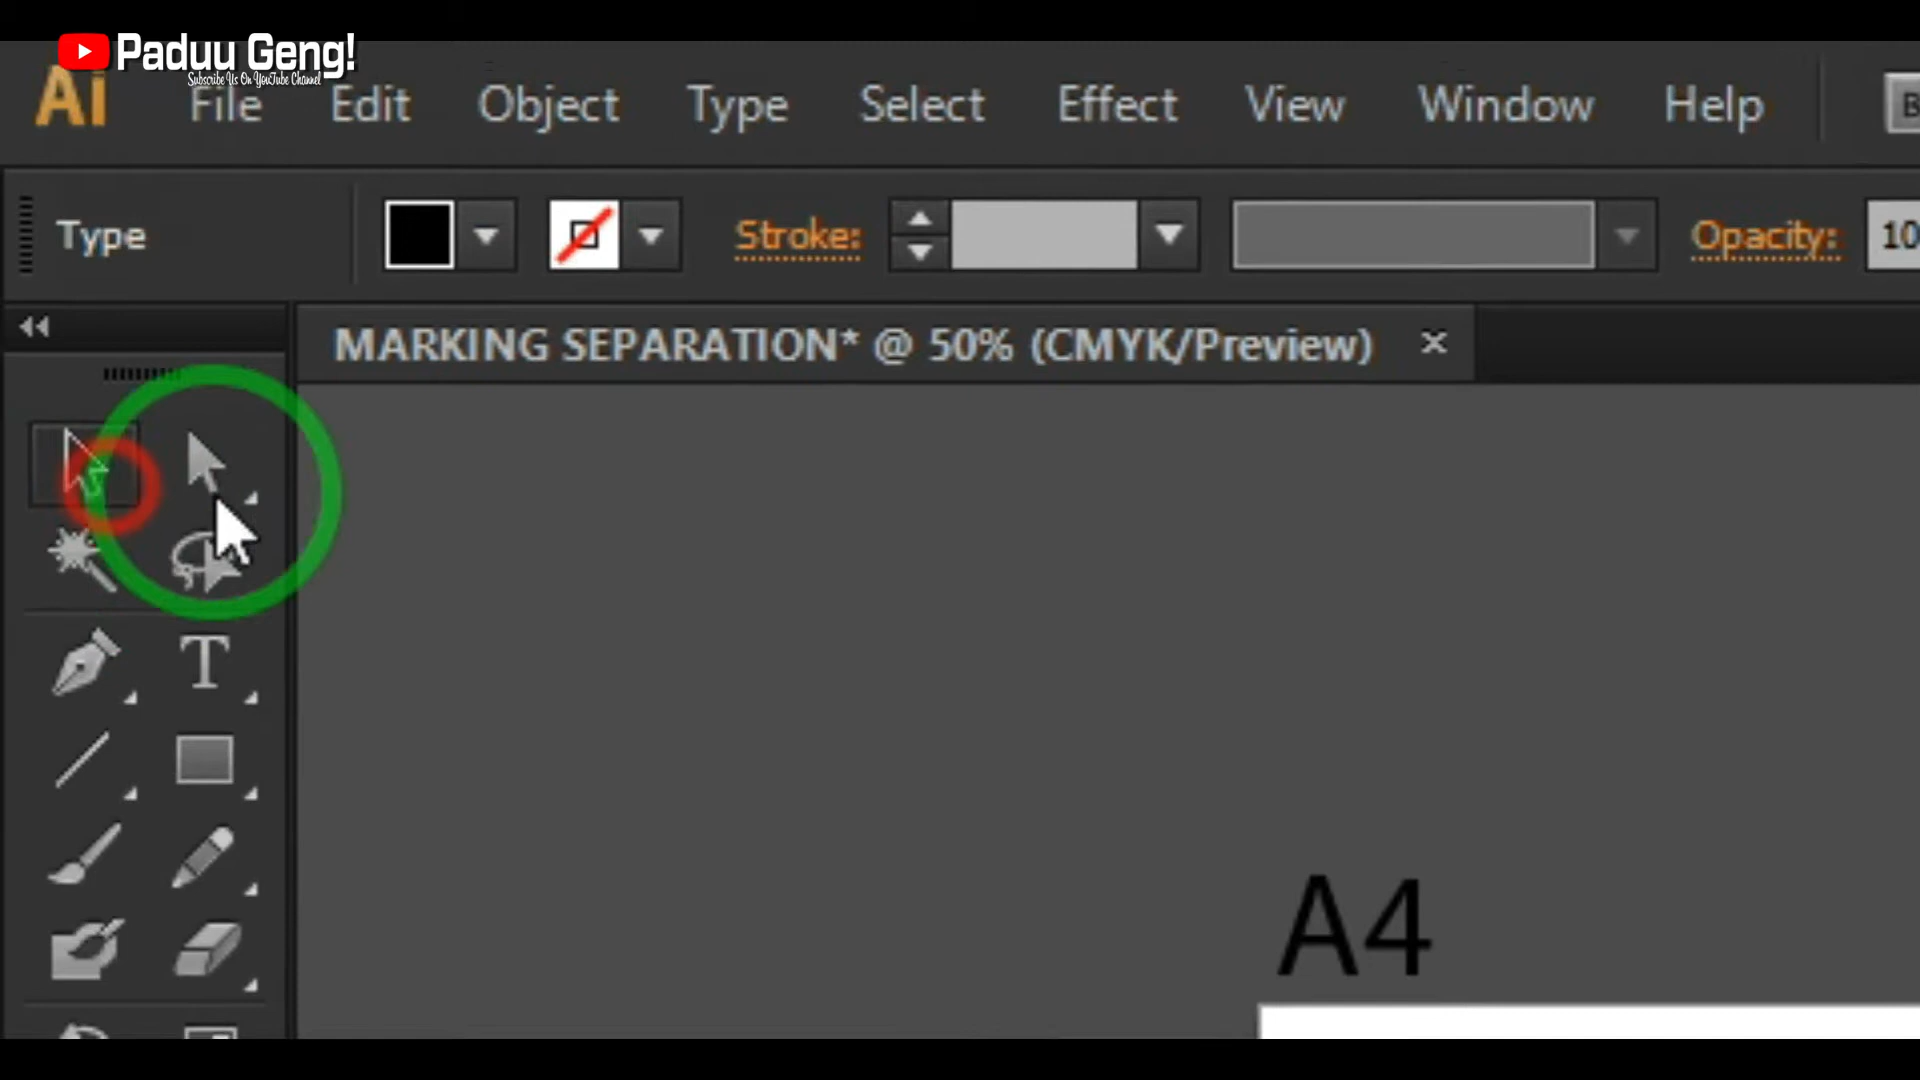 Paduu Geng!
Subscribe Us On YouTube Channel
Ai File Edit Object Type Select Effect View Window Help
Type Stroke: Opacity: 10
MARKING SEPARATION* @ 50% (CMYK/Preview) ×
T
A4